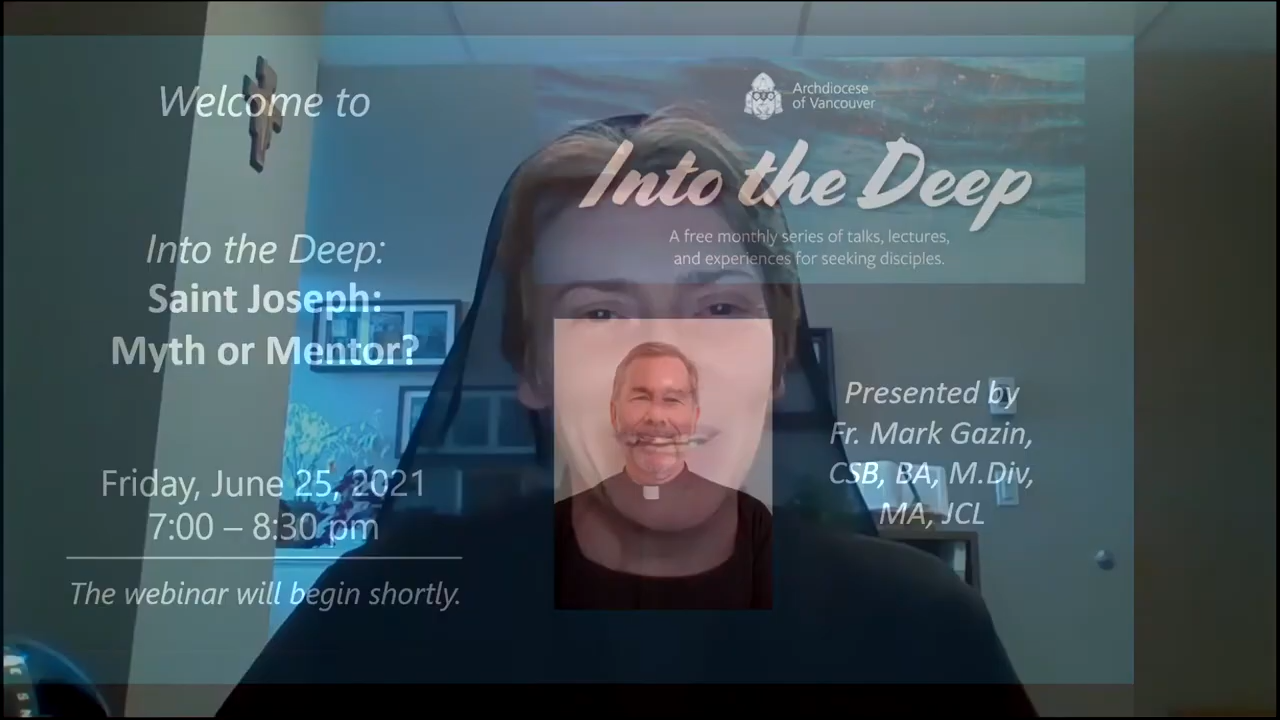 Welcome to
Into the Deep:
Saint Joseph:
Myth or Mentor?
Friday, June 25, 2021
7:00 – 8:30 pm
The webinar will begin shortly.
Archdiocese
of Vancouver
Into the Deep
A free monthly series of talks, lectures,
and experiences for seeking disciples.
Presented by
Fr. Mark Gazin,
CSB, BA, M.Div,
MA, JCL